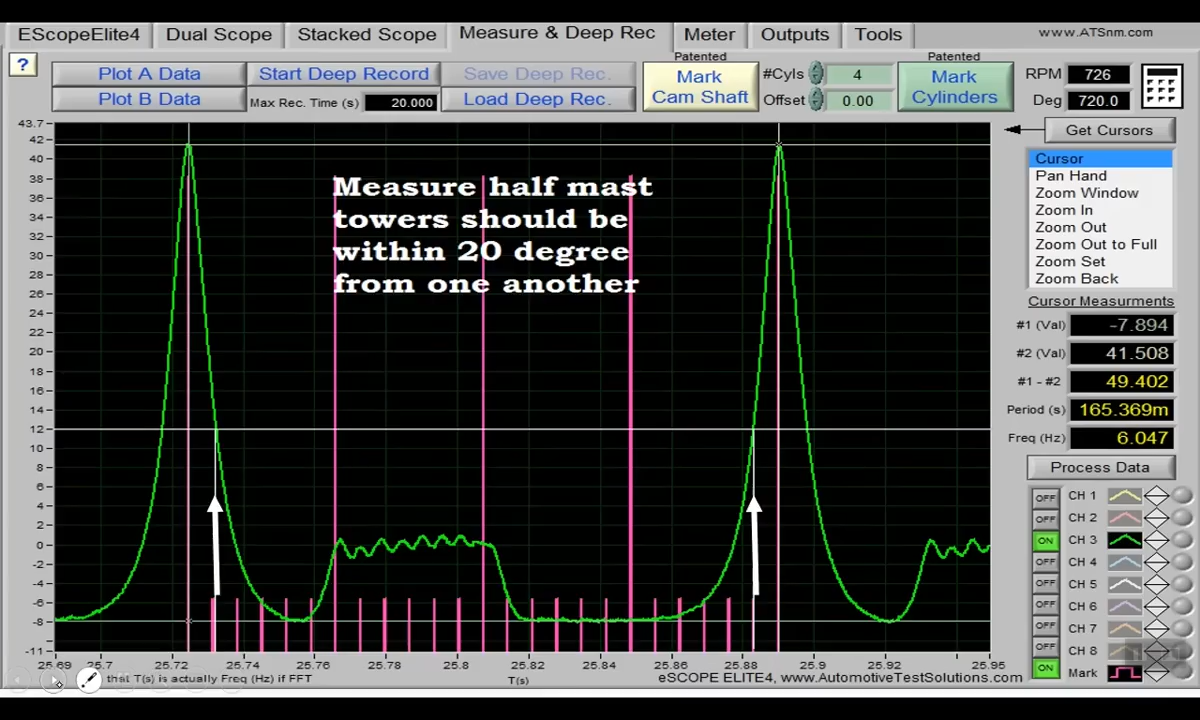 EScopeElite4 Dual Scope Stacked Scope Measure & Deep Rec Meter Outputs Tools www.ATSnm.com
?
Plot A Data Start Deep Record Save Deep Rec.
Plot B Data Max Rec. Time (s) 20.000 Load Deep Rec.
Patented
Mark
Cam Shaft
#Cyls 4
Offset 0.00
Patented
Mark
Cylinders
RPM 726
Deg 720.0
Get Cursors
Cursor
Pan Hand
Zoom Window
Zoom In
Zoom Out
Zoom Out to Full
Zoom Set
Zoom Back
Cursor Measurments
#1 (Val) -7.894
#2 (Val) 41.508
#1 - #2 49.402
Period (s) 165.369m
Freq (Hz) 6.047
Process Data
OFF CH 1
OFF CH 2
ON CH 3
OFF CH 4
OFF CH 5
OFF CH 6
OFF CH 7
OFF CH 8
ON Mark
Measure half mast
towers should be
within 20 degree
from one another
43.7
42
40
38
36
34
32
30
28
26
24
22
20
18
16
14
12
10
8
6
4
2
0
-2
-4
-6
-8
-11
25.69 25.7 25.72 25.74 25.76 25.78 25.8 25.82 25.84 25.86 25.88 25.9 25.92 25.95
that T(s) is actually Freq (Hz) if FFT T(s) eSCOPE ELITE4, www.AutomotiveTestSolutions.com